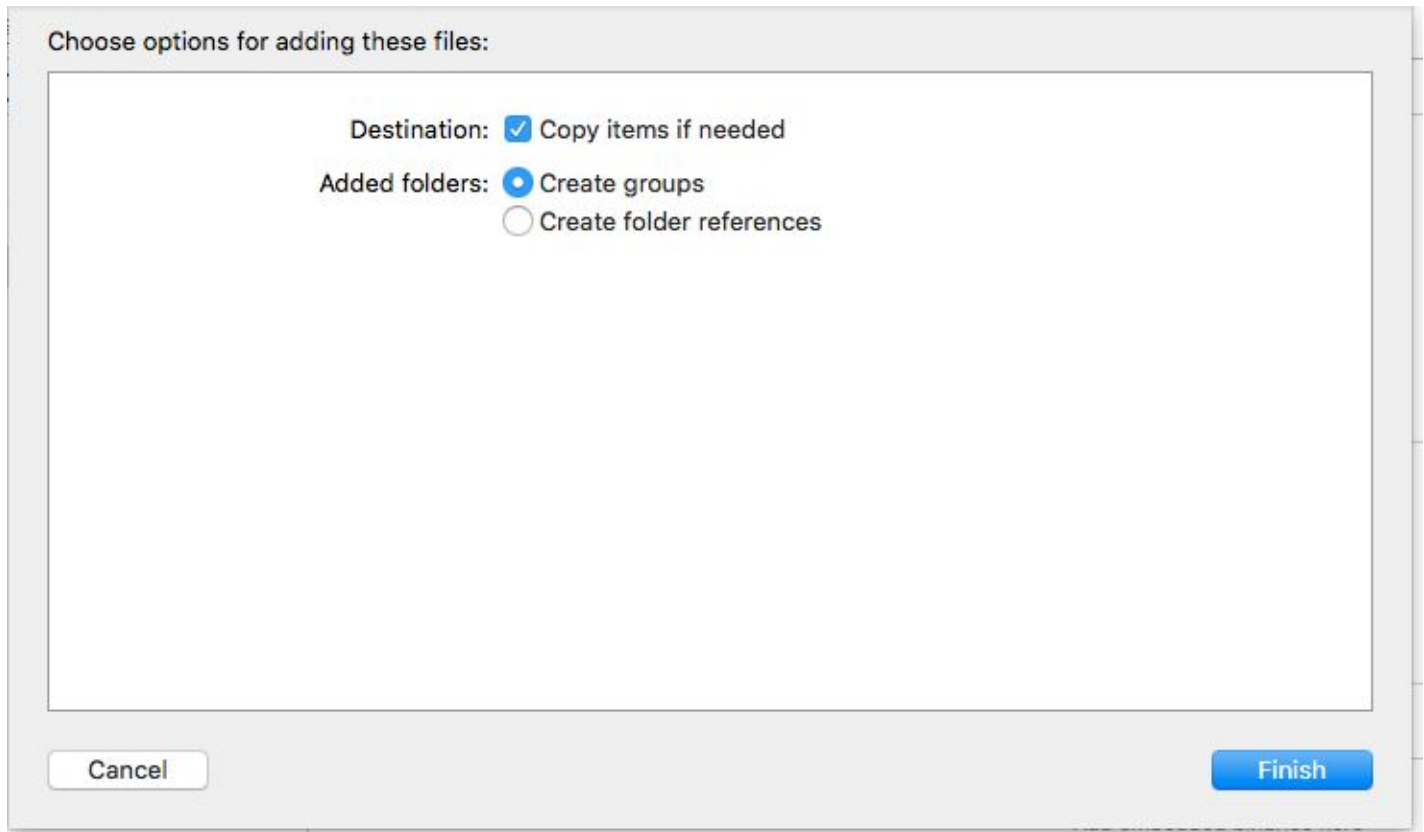 Choose options for adding these files:
Destination: Copy items if needed
Added folders: Create groups
Create folder references
Cancel
Finish